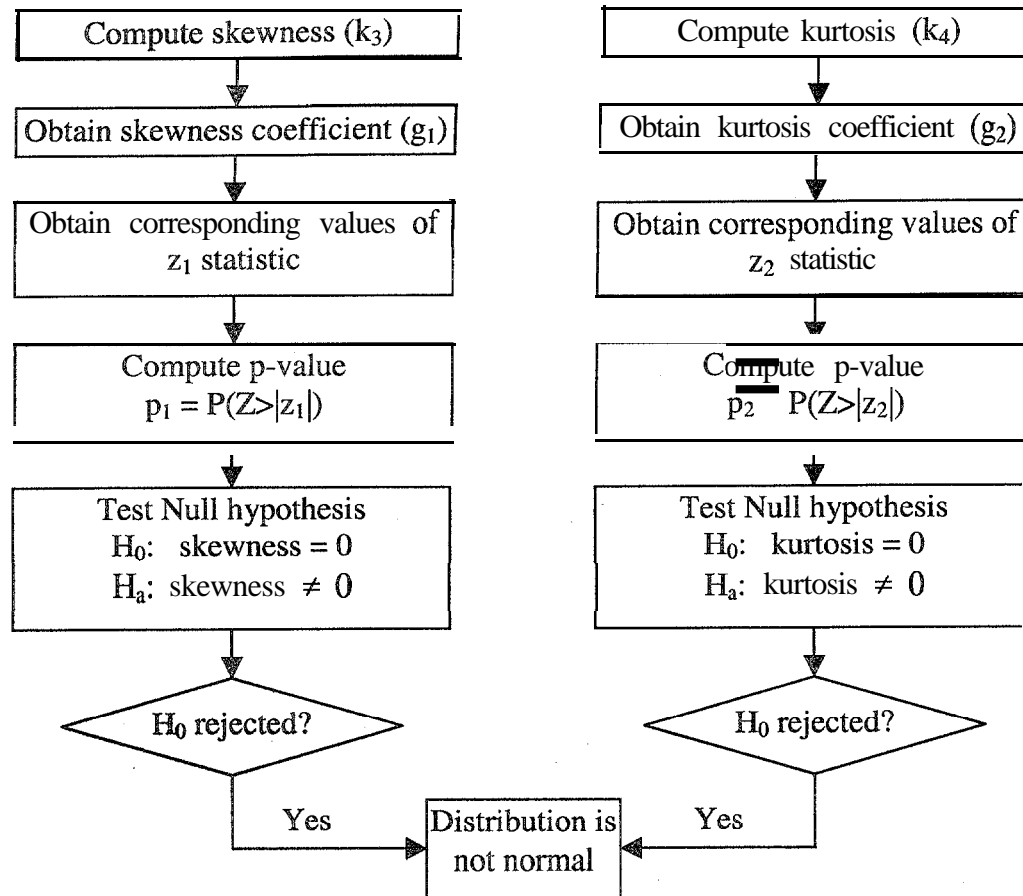 Compute skewness (k₃)
Obtain skewness coefficient (g₁)
Obtain corresponding values of
z₁ statistic
Compute p-value
p₁ = P(Z>|z₁|)
Test Null hypothesis
H₀: skewness = 0
Hₐ: skewness ≠ 0
H₀ rejected?
Yes
Compute kurtosis (k₄)
Obtain kurtosis coefficient (g₂)
Obtain corresponding values of
z₂ statistic
Compute p-value
p₂ = P(Z>|z₂|)
Test Null hypothesis
H₀: kurtosis = 0
Hₐ: kurtosis ≠ 0
H₀ rejected?
Yes
Distribution is
not normal